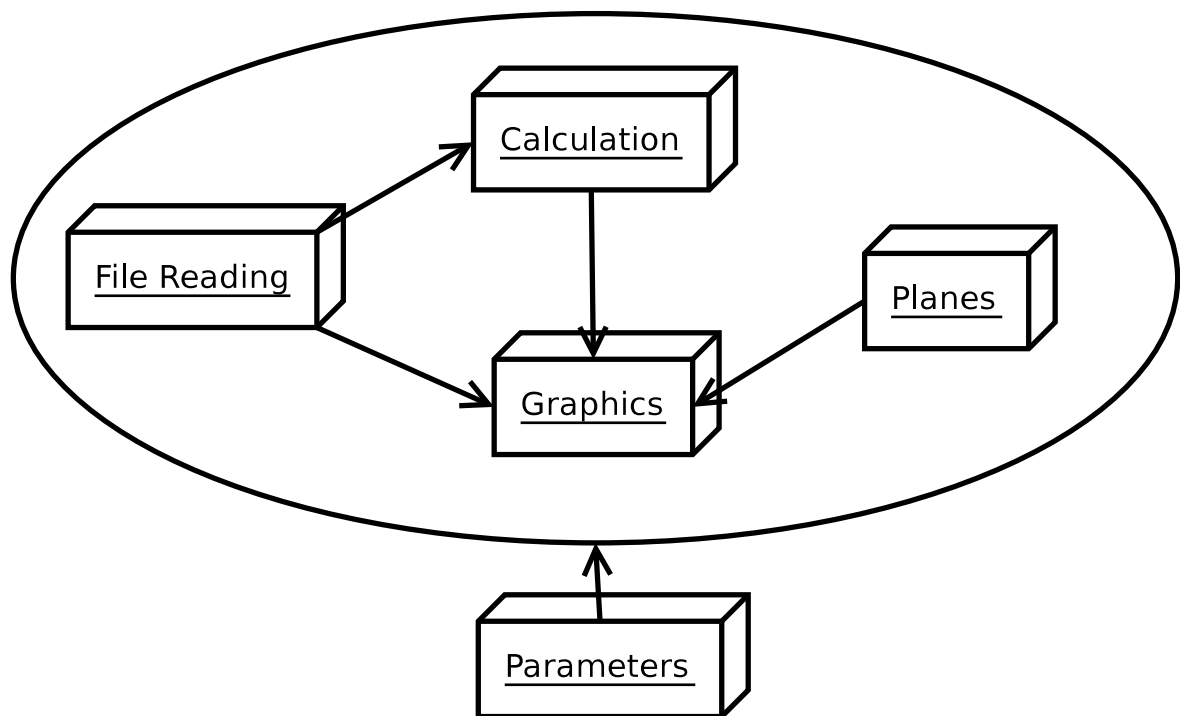 Calculation
File Reading
Planes
Graphics
Parameters